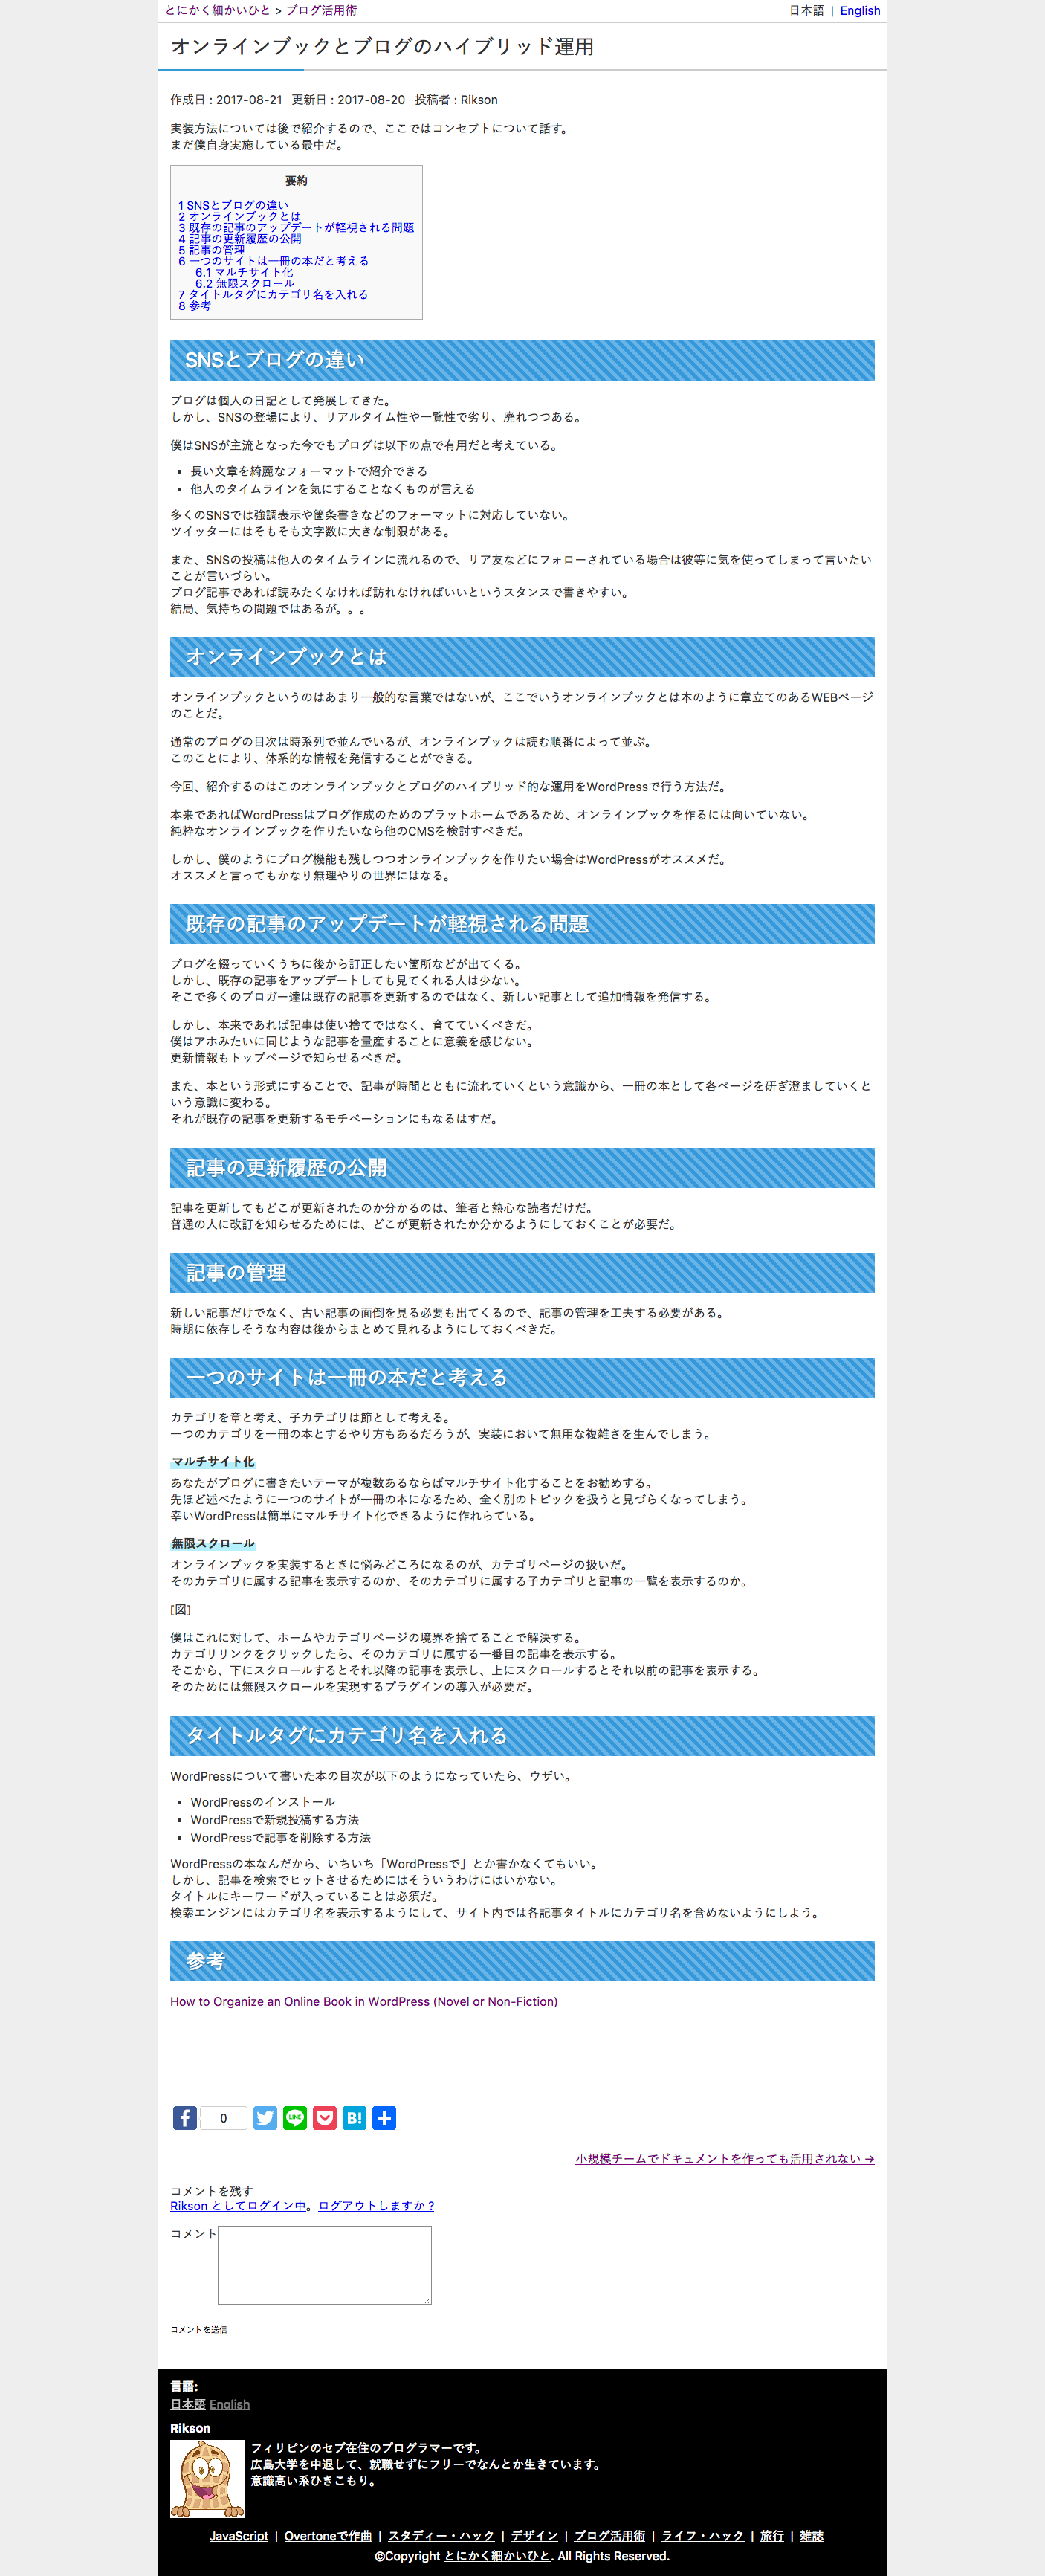 とにかく細かいひと > ブログ活用術
日本語 | English
オンラインブックとブログのハイブリッド運用
作成日 : 2017-08-21 更新日 : 2017-08-20 投稿者 : Rikson
実装方法については後で紹介するので、ここではコンセプトについて話す。
まだ僕自身実施している最中だ。
要約
1 SNSとブログの違い
2 オンラインブックとは
3 既存の記事のアップデートが軽視される問題
4 記事の更新履歴の公開
5 記事の管理
6 一つのサイトは一冊の本だと考える
6.1 マルチサイト化
6.2 無限スクロール
7 タイトルタグにカテゴリ名を入れる
8 参考
SNSとブログの違い
ブログは個人の日記として発展してきた。
しかし、SNSの登場により、リアルタイム性や一覧性で劣り、廃れつつある。
僕はSNSが主流となった今でもブログは以下の点で有用だと考えている。
• 長い文章を綺麗なフォーマットで紹介できる
• 他人のタイムラインを気にすることなくものが言える
多くのSNSでは強調表示や箇条書きなどのフォーマットに対応していない。
ツイッターにはそもそも文字数に大きな制限がある。
また、SNSの投稿は他人のタイムラインに流れるので、リア友などにフォローされている場合は彼等に気を使ってしまって言いたい
ことが言いづらい。
ブログ記事であれば読みたくなければ訪れなければいいというスタンスで書きやすい。
結局、気持ちの問題ではあるが。。。
オンラインブックとは
オンラインブックというのはあまり一般的な言葉ではないが、ここでいうオンラインブックとは本のように章立てのあるWEBページ
のことだ。
通常のブログの目次は時系列で並んでいるが、オンラインブックは読む順番によって並ぶ。
このことにより、体系的な情報を発信することができる。
今回、紹介するのはこのオンラインブックとブログのハイブリッド的な運用をWordPressで行う方法だ。
本来であればWordPressはブログ作成のためのプラットホームであるため、オンラインブックを作るには向いていない。
純粋なオンラインブックを作りたいなら他のCMSを検討すべきだ。
しかし、僕のようにブログ機能も残しつつオンラインブックを作りたい場合はWordPressがオススメだ。
オススメと言ってもかなり無理やりの世界にはなる。
既存の記事のアップデートが軽視される問題
ブログを綴っていくうちに後から訂正したい箇所などが出てくる。
しかし、既存の記事をアップデートしても見てくれる人は少ない。
そこで多くのブロガー達は既存の記事を更新するのではなく、新しい記事として追加情報を発信する。
しかし、本来であれば記事は使い捨てではなく、育てていくべきだ。
僕はアホみたいに同じような記事を量産することに意義を感じない。
更新情報もトップページで知らせるべきだ。
また、本という形式にすることで、記事が時間とともに流れていくという意識から、一冊の本として各ページを研ぎ澄ましていくと
いう意識に変わる。
それが既存の記事を更新するモチベーションにもなるはすだ。
記事の更新履歴の公開
記事を更新してもどこが更新されたのか分かるのは、筆者と熱心な読者だけだ。
普通の人に改訂を知らせるためには、どこが更新されたか分かるようにしておくことが必要だ。
記事の管理
新しい記事だけでなく、古い記事の面倒を見る必要も出てくるので、記事の管理を工夫する必要がある。
時期に依存しそうな内容は後からまとめて見れるようにしておくべきだ。
一つのサイトは一冊の本だと考える
カテゴリを章と考え、子カテゴリは節として考える。
一つのカテゴリを一冊の本とするやり方もあるだろうが、実装において無用な複雑さを生んでしまう。
マルチサイト化
あなたがブログに書きたいテーマが複数あるならばマルチサイト化することをお勧めする。
先ほど述べたように一つのサイトが一冊の本になるため、全く別のトピックを扱うと見づらくなってしまう。
幸いWordPressは簡単にマルチサイト化できるように作れらている。
無限スクロール
オンラインブックを実装するときに悩みどころになるのが、カテゴリページの扱いだ。
そのカテゴリに属する記事を表示するのか、そのカテゴリに属する子カテゴリと記事の一覧を表示するのか。
[図]
僕はこれに対して、ホームやカテゴリページの境界を捨てることで解決する。
カテゴリリンクをクリックしたら、そのカテゴリに属する一番目の記事を表示する。
そこから、下にスクロールするとそれ以降の記事を表示し、上にスクロールするとそれ以前の記事を表示する。
そのためには無限スクロールを実現するプラグインの導入が必要だ。
タイトルタグにカテゴリ名を入れる
WordPressについて書いた本の目次が以下のようになっていたら、ウザい。
• WordPressのインストール
• WordPressで新規投稿する方法
• WordPressで記事を削除する方法
WordPressの本なんだから、いちいち「WordPressで」とか書かなくてもいい。
しかし、記事を検索でヒットさせるためにはそういうわけにはいかない。
タイトルにキーワードが入っていることは必須だ。
検索エンジンにはカテゴリ名を表示するようにして、サイト内では各記事タイトルにカテゴリ名を含めないようにしよう。
参考
How to Organize an Online Book in WordPress (Novel or Non-Fiction)
0
LINE
B!
小規模チームでドキュメントを作っても活用されない →
コメントを残す
Rikson としてログイン中。ログアウトしますか ?
コメント
コメントを送信
言語:
日本語 English
Rikson
フィリピンのセブ在住のプログラマーです。
広島大学を中退して、就職せずにフリーでなんとか生きています。
意識高い系ひきこもり。
JavaScript | Overtoneで作曲 | スタディー・ハック | デザイン | ブログ活用術 | ライフ・ハック | 旅行 | 雑誌
©Copyright とにかく細かいひと. All Rights Reserved.